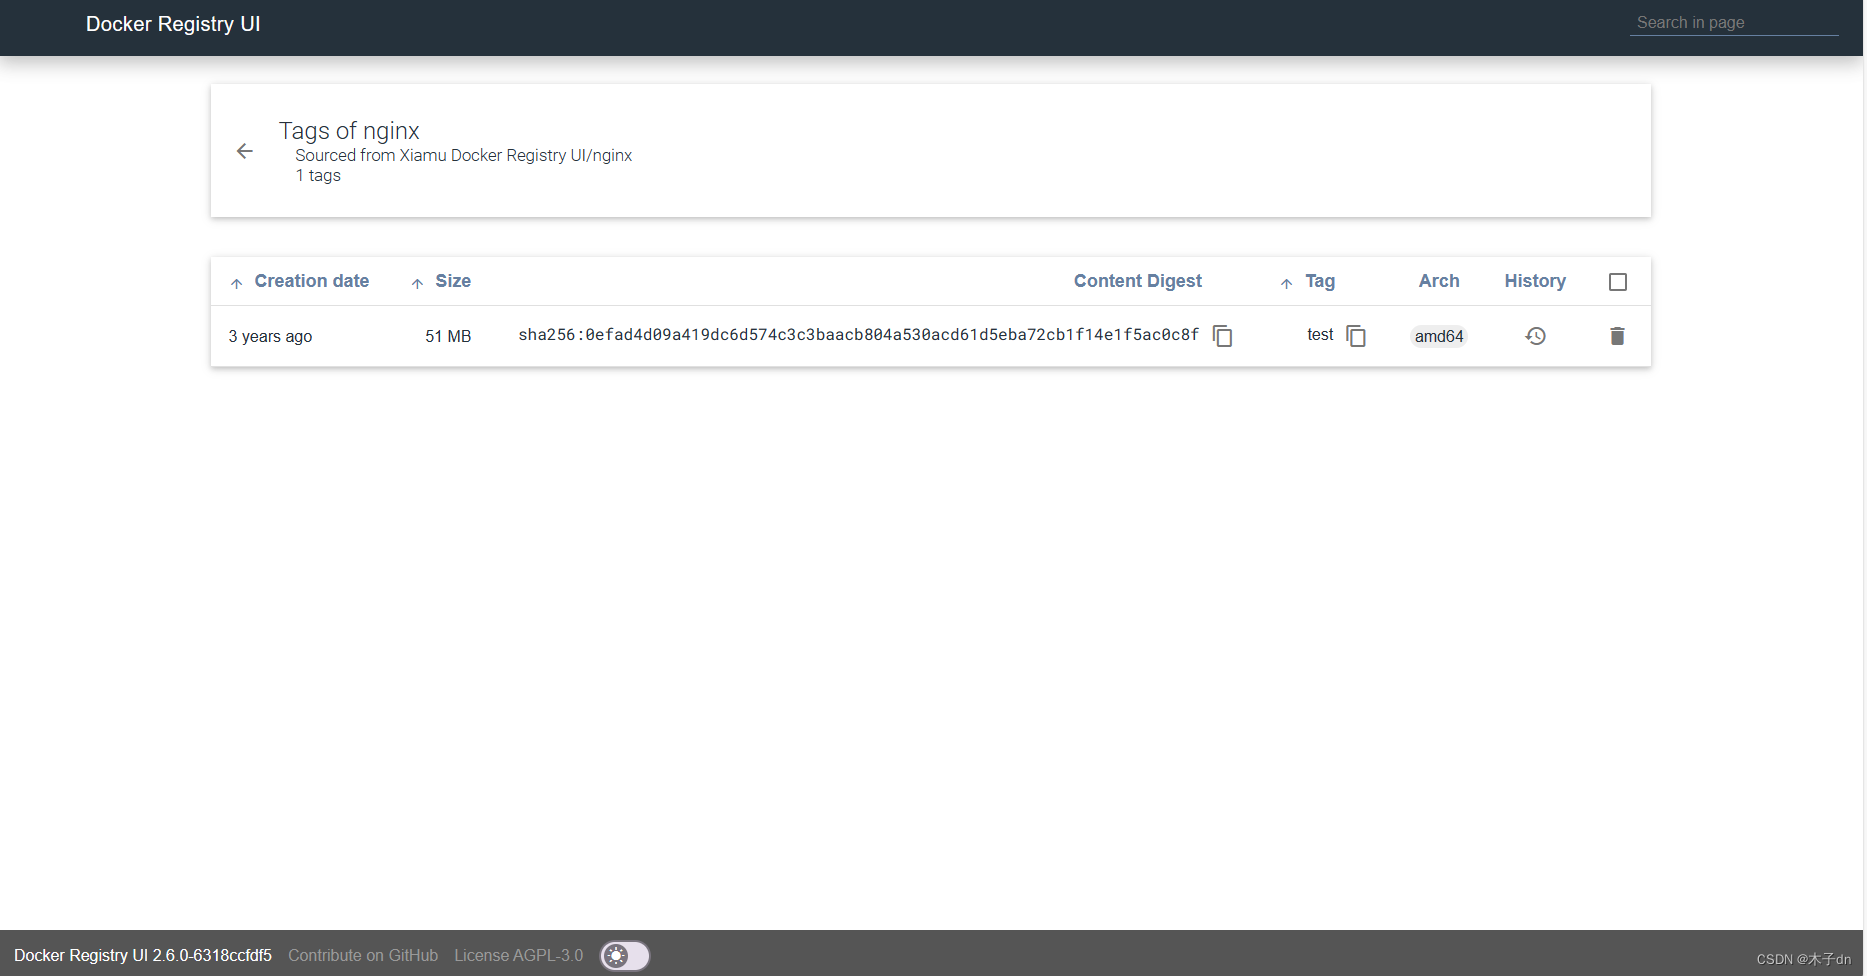 Docker Registry UI
Search in page
Tags of nginx
Sourced from Xiamu Docker Registry UI/nginx
1 tags
Creation date Size Content Digest Tag Arch History
3 years ago 51 MB sha256:0efad4d09a419dc6d574c3c3baacb804a530acd61d5eba72cb1f14e1f5ac0c8f test amd64
Docker Registry UI 2.6.0-6318ccfdf5 Contribute on GitHub License AGPL-3.0
CSDN @木子dn